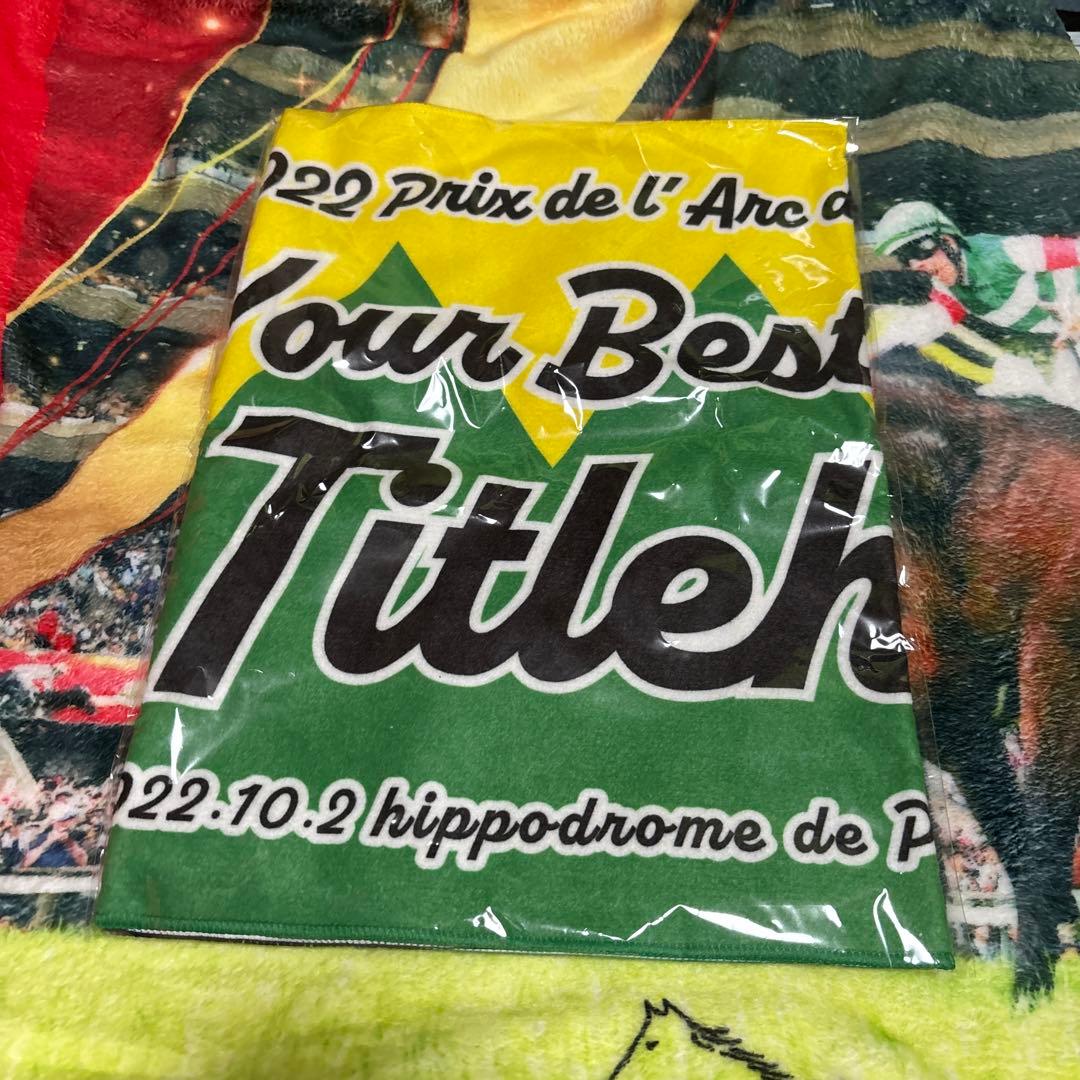 022 Prix de l' Arc d
Your Best
Titleh
022.10.2 hippodrome de P